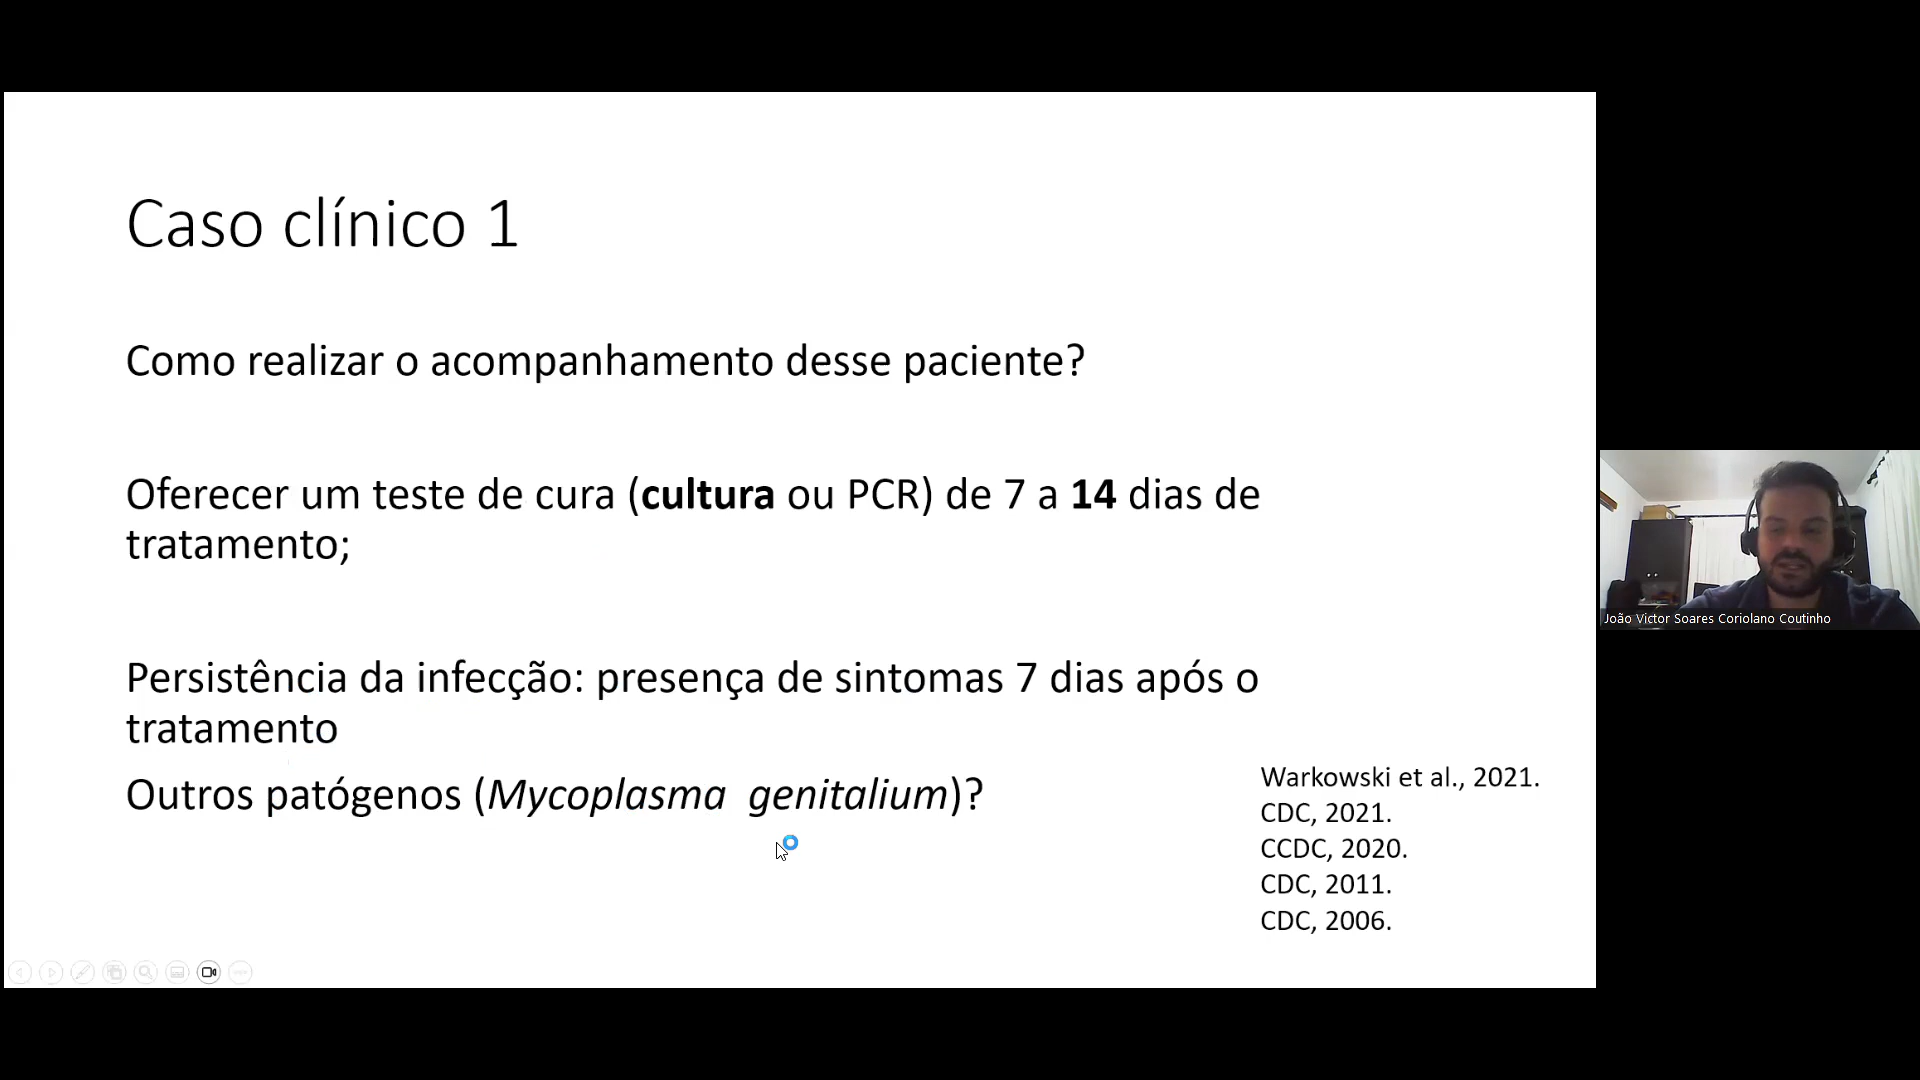 Caso clínico 1
Como realizar o acompanhamento desse paciente?
Oferecer um teste de cura (cultura ou PCR) de 7 a 14 dias de
tratamento;
Persistência da infecção: presença de sintomas 7 dias após o
tratamento
Outros patógenos (Mycoplasma genitalium)?
Warkowski et al., 2021.
CDC, 2021.
CCDC, 2020.
CDC, 2011.
CDC, 2006.
João Victor Soares Coriolano Coutinho